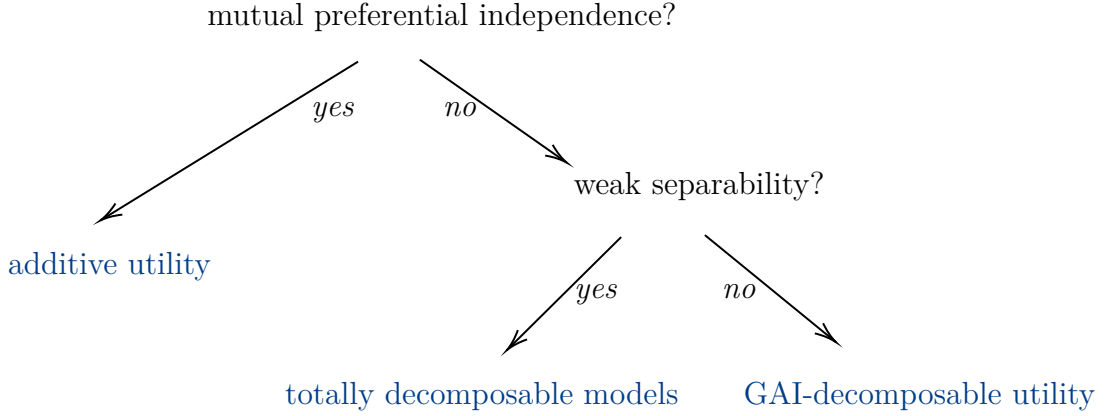 mutual preferential independence?
yes
no
weak separability?
additive utility
yes
no
totally decomposable models
GAI-decomposable utility